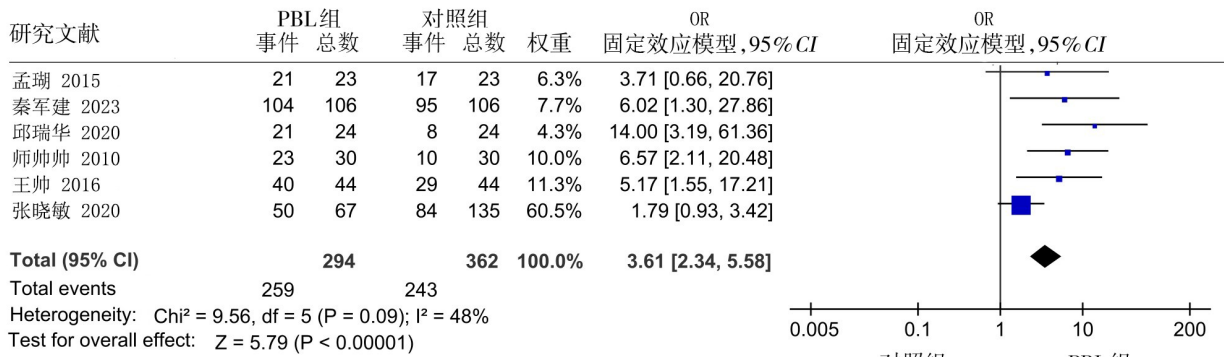 PBL组 对照组 OR OR
研究文献 事件 总数 事件 总数 权重 固定效应模型,95%CI 固定效应模型,95%CI
孟瑚 2015 21 23 17 23 6.3% 3.71 [0.66, 20.76]
秦军建 2023 104 106 95 106 7.7% 6.02 [1.30, 27.86]
邱瑞华 2020 21 24 8 24 4.3% 14.00 [3.19, 61.36]
师帅帅 2010 23 30 10 30 10.0% 6.57 [2.11, 20.48]
王帅 2016 40 44 29 44 11.3% 5.17 [1.55, 17.21]
张晓敏 2020 50 67 84 135 60.5% 1.79 [0.93, 3.42]
Total (95% CI) 294 362 100.0% 3.61 [2.34, 5.58]
Total events 259 243
Heterogeneity: Chi² = 9.56, df = 5 (P = 0.09); I² = 48%
Test for overall effect: Z = 5.79 (P < 0.00001)
0.005 0.1 1 10 200
对照组 PBL组